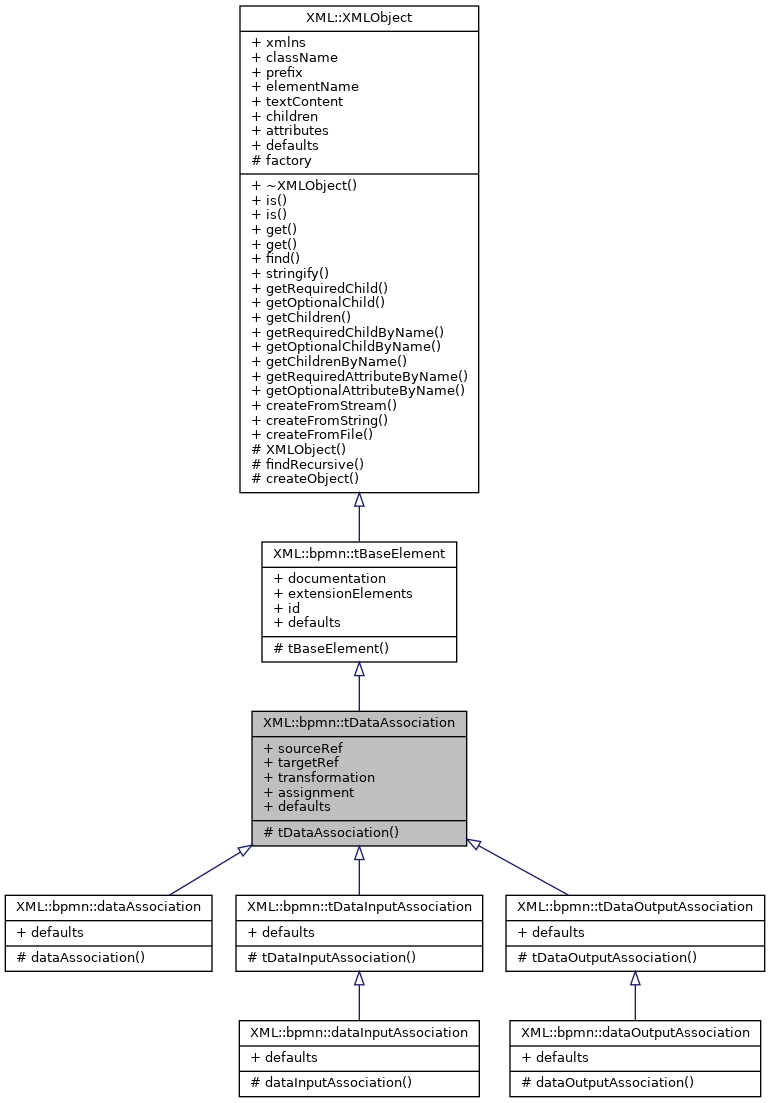 XML::XMLObject
+ xmlns
+ className
+ prefix
+ elementName
+ textContent
+ children
+ attributes
+ defaults
# factory
+ ~XMLObject()
+ is()
+ is()
+ get()
+ get()
+ find()
+ stringify()
+ getRequiredChild()
+ getOptionalChild()
+ getChildren()
+ getRequiredChildByName()
+ getOptionalChildByName()
+ getChildrenByName()
+ getRequiredAttributeByName()
+ getOptionalAttributeByName()
+ createFromStream()
+ createFromString()
+ createFromFile()
# XMLObject()
# findRecursive()
# createObject()
XML::bpmn::tBaseElement
+ documentation
+ extensionElements
+ id
+ defaults
# tBaseElement()
XML::bpmn::tDataAssociation
+ sourceRef
+ targetRef
+ transformation
+ assignment
+ defaults
# tDataAssociation()
XML::bpmn::dataAssociation
+ defaults
# dataAssociation()
XML::bpmn::tDataInputAssociation
+ defaults
# tDataInputAssociation()
XML::bpmn::tDataOutputAssociation
+ defaults
# tDataOutputAssociation()
XML::bpmn::dataInputAssociation
+ defaults
# dataInputAssociation()
XML::bpmn::dataOutputAssociation
+ defaults
# dataOutputAssociation()